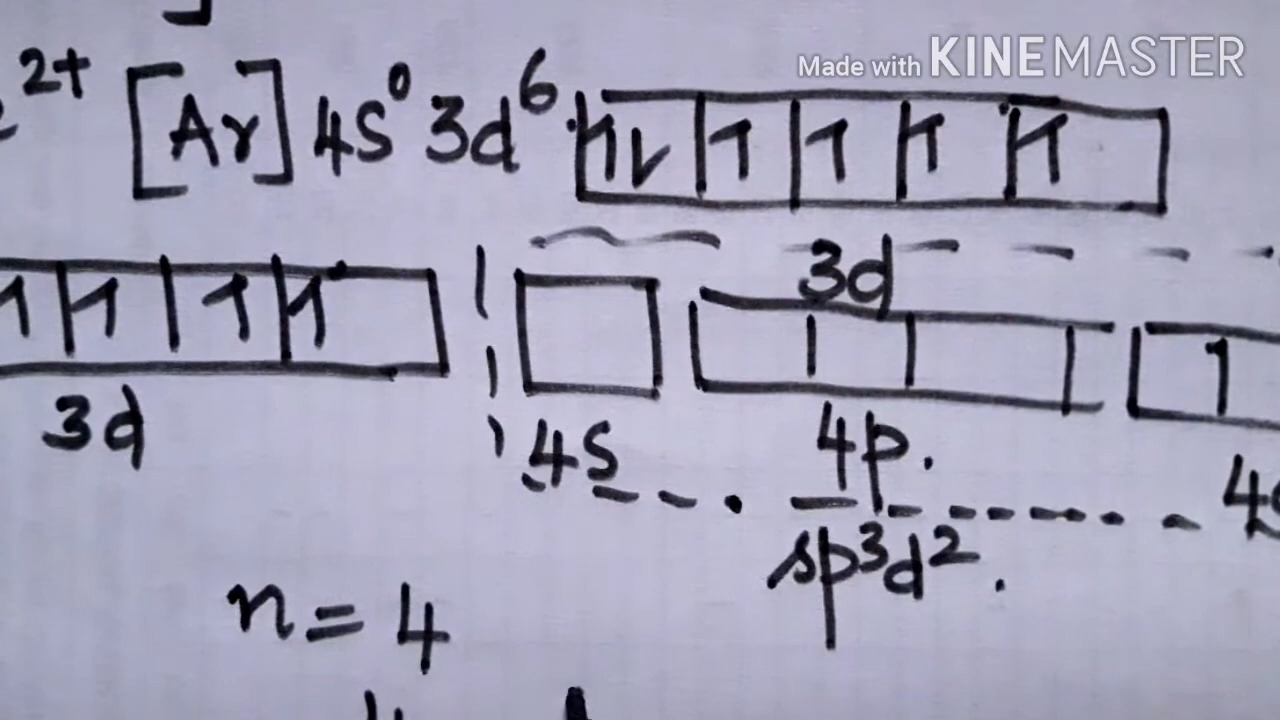 Made with KINEMASTER
2+ [Ar] 4s⁰ 3d⁶
3d
3d 4s 4p.
sp³d².
n = 4